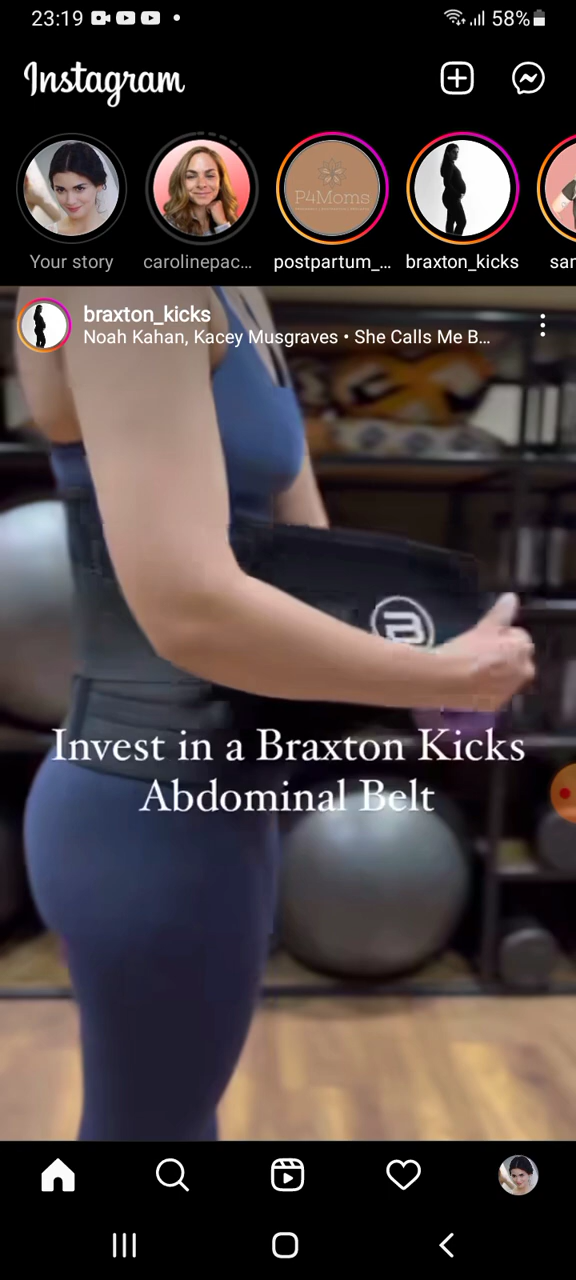 23:19
58%
Instagram
P4Moms
Your story
carolinepac...
postpartum_...
braxton_kicks
sar
braxton_kicks
Noah Kahan, Kacey Musgraves • She Calls Me B...
B
Invest in a Braxton Kicks
Abdominal Belt